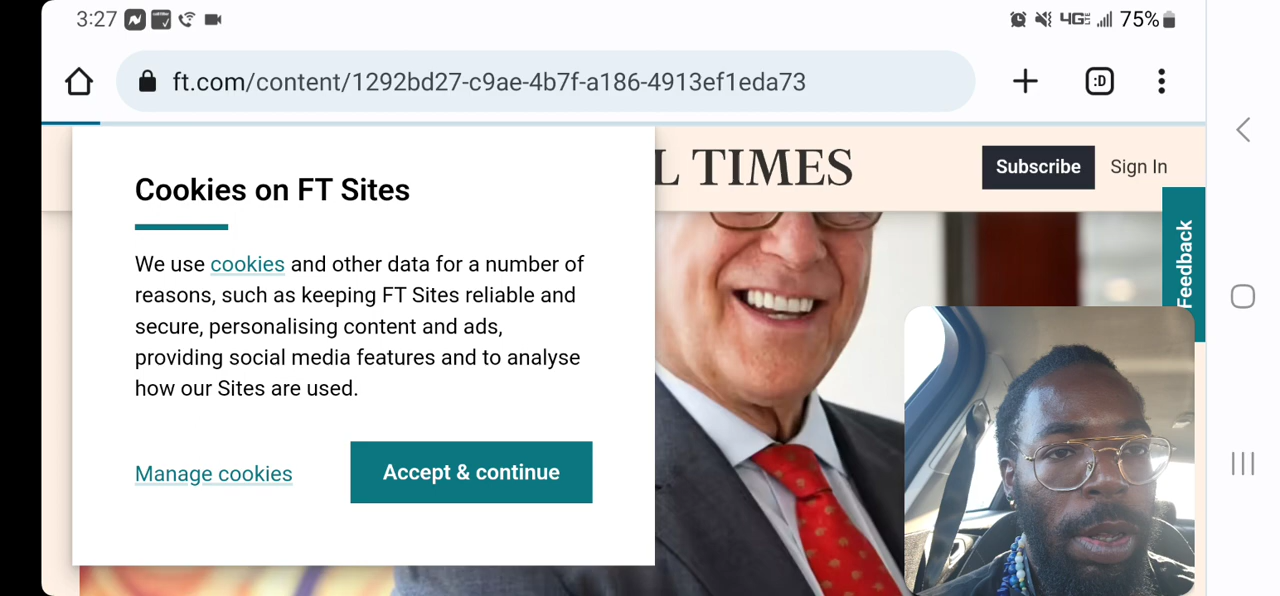 3:27
4GE 75%
ft.com/content/1292bd27-c9ae-4b7f-a186-4913ef1eda73
:D
L TIMES
Subscribe
Sign In
Cookies on FT Sites
We use cookies and other data for a number of
reasons, such as keeping FT Sites reliable and
secure, personalising content and ads,
providing social media features and to analyse
how our Sites are used.
Manage cookies
Accept & continue
Feedback